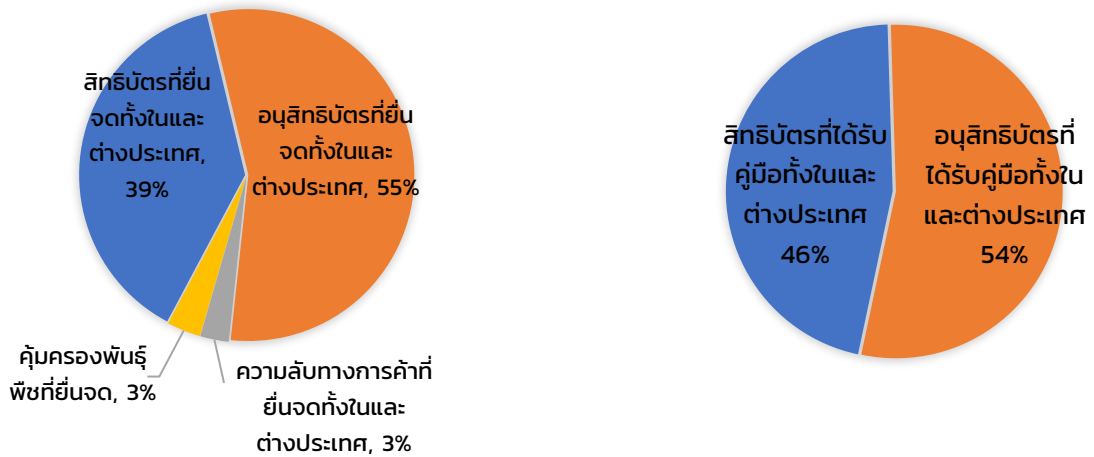 สิทธิบัตรที่ยื่น
จดทั้งในและ
ต่างประเทศ,
39%
อนุสิทธิบัตรที่ยื่น
จดทั้งในและ
ต่างประเทศ, 55%
คุ้มครองพันธุ์
พืชที่ยื่นจด, 3%
ความลับทางการค้าที่
ยื่นจดทั้งในและ
ต่างประเทศ, 3%
สิทธิบัตรที่ได้รับ
คู่มือทั้งในและ
ต่างประเทศ
46%
อนุสิทธิบัตรที่
ได้รับคู่มือทั้งใน
และต่างประเทศ
54%